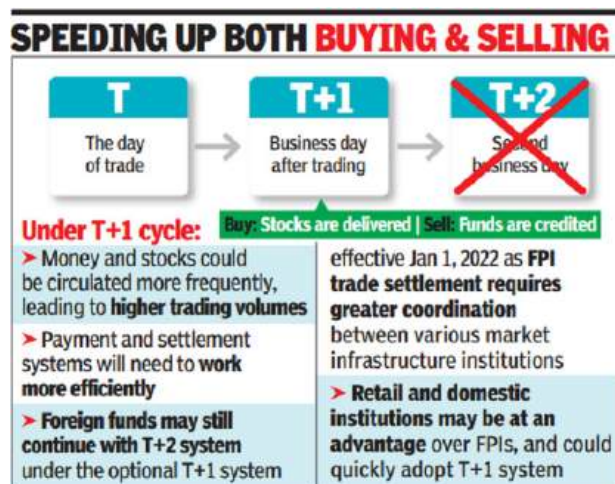 SPEEDING UP BOTH BUYING & SELLING
T
The day
of trade
T+1
Business day
after trading
T+2
Second
business day
Buy: Stocks are delivered | Sell: Funds are credited
Under T+1 cycle:
➤ Money and stocks could
be circulated more frequently,
leading to higher trading volumes
➤ Payment and settlement
systems will need to work
more efficiently
➤ Foreign funds may still
continue with T+2 system
under the optional T+1 system
effective Jan 1, 2022 as FPI
trade settlement requires
greater coordination
between various market
infrastructure institutions
➤ Retail and domestic
institutions may be at an
advantage over FPIs, and could
quickly adopt T+1 system